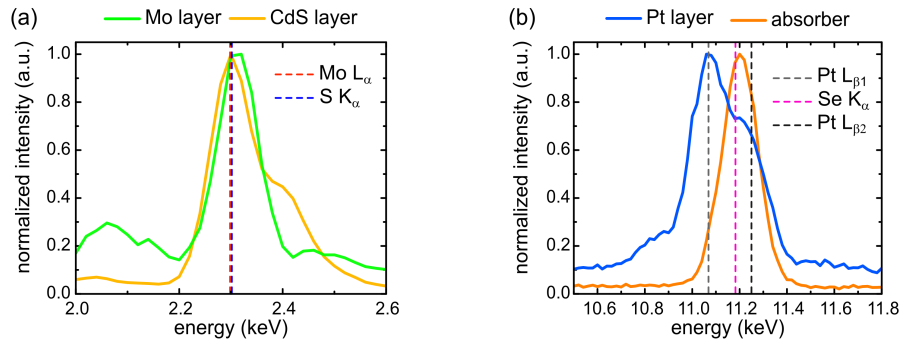 (a)
Mo layer
CdS layer
normalized intensity (a.u.)
1.0
0.8
0.6
0.4
0.2
0.0
Mo Lα
S Kα
2.0
2.2
2.4
2.6
energy (keV)
(b)
Pt layer
absorber
normalized intensity (a.u.)
1.0
0.8
0.6
0.4
0.2
0.0
Pt Lβ1
Se Kα
Pt Lβ2
10.6
10.8
11.0
11.2
11.4
11.6
11.8
energy (keV)